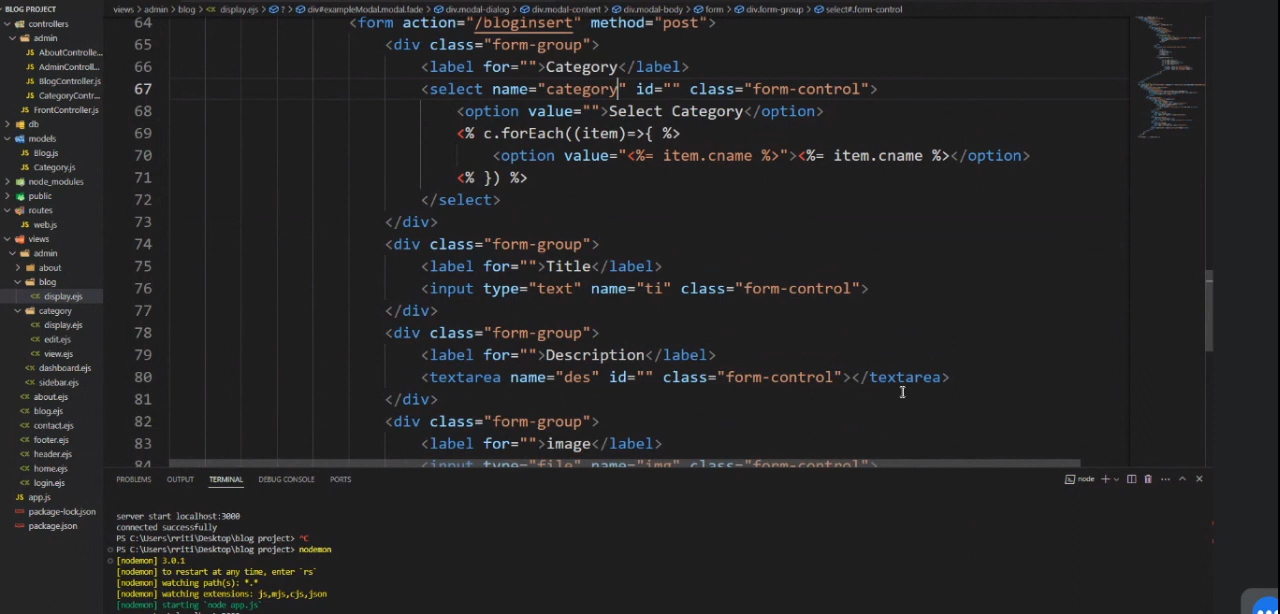 BLOG PROJECT
controllers
admin
AboutControlle...
AdminControll...
BlogController.js
CategoryContr...
FrontController.js
db
models
Blog.js
Category.js
node_modules
public
routes
web.js
views
admin
about
blog
display.ejs
category
display.ejs
edit.ejs
view.ejs
dashboard.ejs
sidebar.ejs
about.ejs
blog.ejs
contact.ejs
footer.ejs
header.ejs
home.ejs
login.ejs
app.js
package-lock.json
package.json
views > admin > blog > display.ejs > ? > div#exampleModal.modal.fade > div.modal-dialog > div.modal-content > div.modal-body > form > div.form-group > select#.form-control
64 <form action="/bloginsert" method="post">
65 <div class="form-group">
66 <label for="">Category</label>
67 <select name="category" id="" class="form-control">
68 <option value="">Select Category</option>
69 <% c.forEach((item)=>{ %>
70 <option value="<%= item.cname %>"><%= item.cname %></option>
71 <% }) %>
72 </select>
73 </div>
74 <div class="form-group">
75 <label for="">Title</label>
76 <input type="text" name="ti" class="form-control">
77 </div>
78 <div class="form-group">
79 <label for="">Description</label>
80 <textarea name="des" id="" class="form-control"></textarea>
81 </div>
82 <div class="form-group">
83 <label for="">image</label>
84 <input type="file" name="img" class="form-control">
PROBLEMS OUTPUT TERMINAL DEBUG CONSOLE PORTS node
server start localhost:3000
connected successfully
PS C:\Users\rriti\Desktop\blog project> ^C
PS C:\Users\rriti\Desktop\blog project> nodemon
[nodemon] 3.0.1
[nodemon] to restart at any time, enter `rs`
[nodemon] watching path(s): *.*
[nodemon] watching extensions: js,mjs,cjs,json
[nodemon] starting `node app.js`